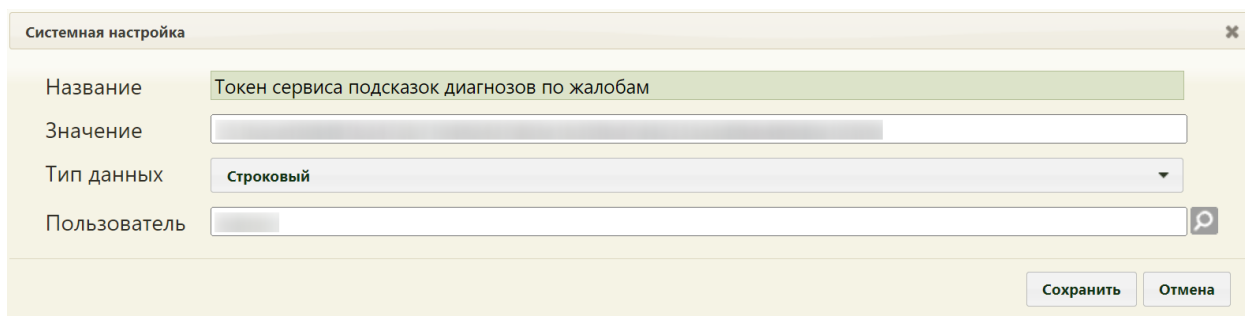 Системная настройка
Название Токен сервиса подсказок диагнозов по жалобам
Значение
Тип данных Строковый
Пользователь
Сохранить Отмена